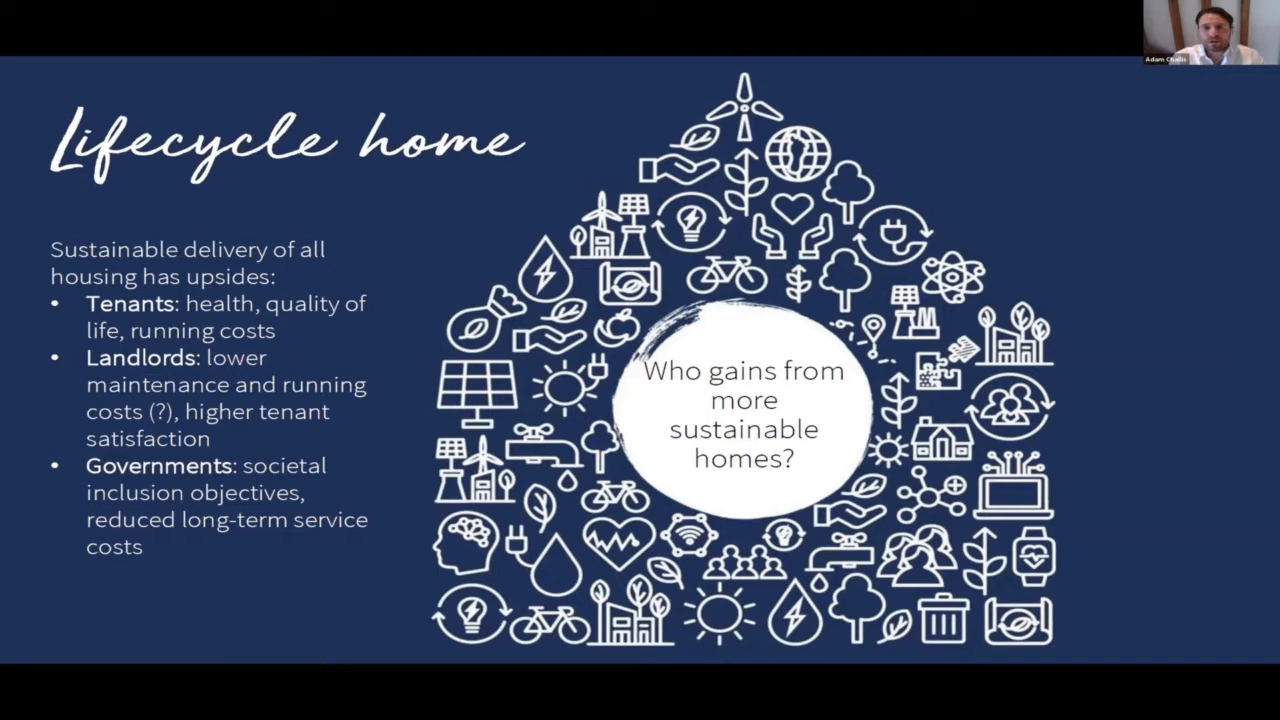 Adam Challis
Lifecycle home
Sustainable delivery of all
housing has upsides:
• Tenants: health, quality of
life, running costs
• Landlords: lower
maintenance and running
costs (?), higher tenant
satisfaction
• Governments: societal
inclusion objectives,
reduced long-term service
costs
Who gains from
more
sustainable
homes?